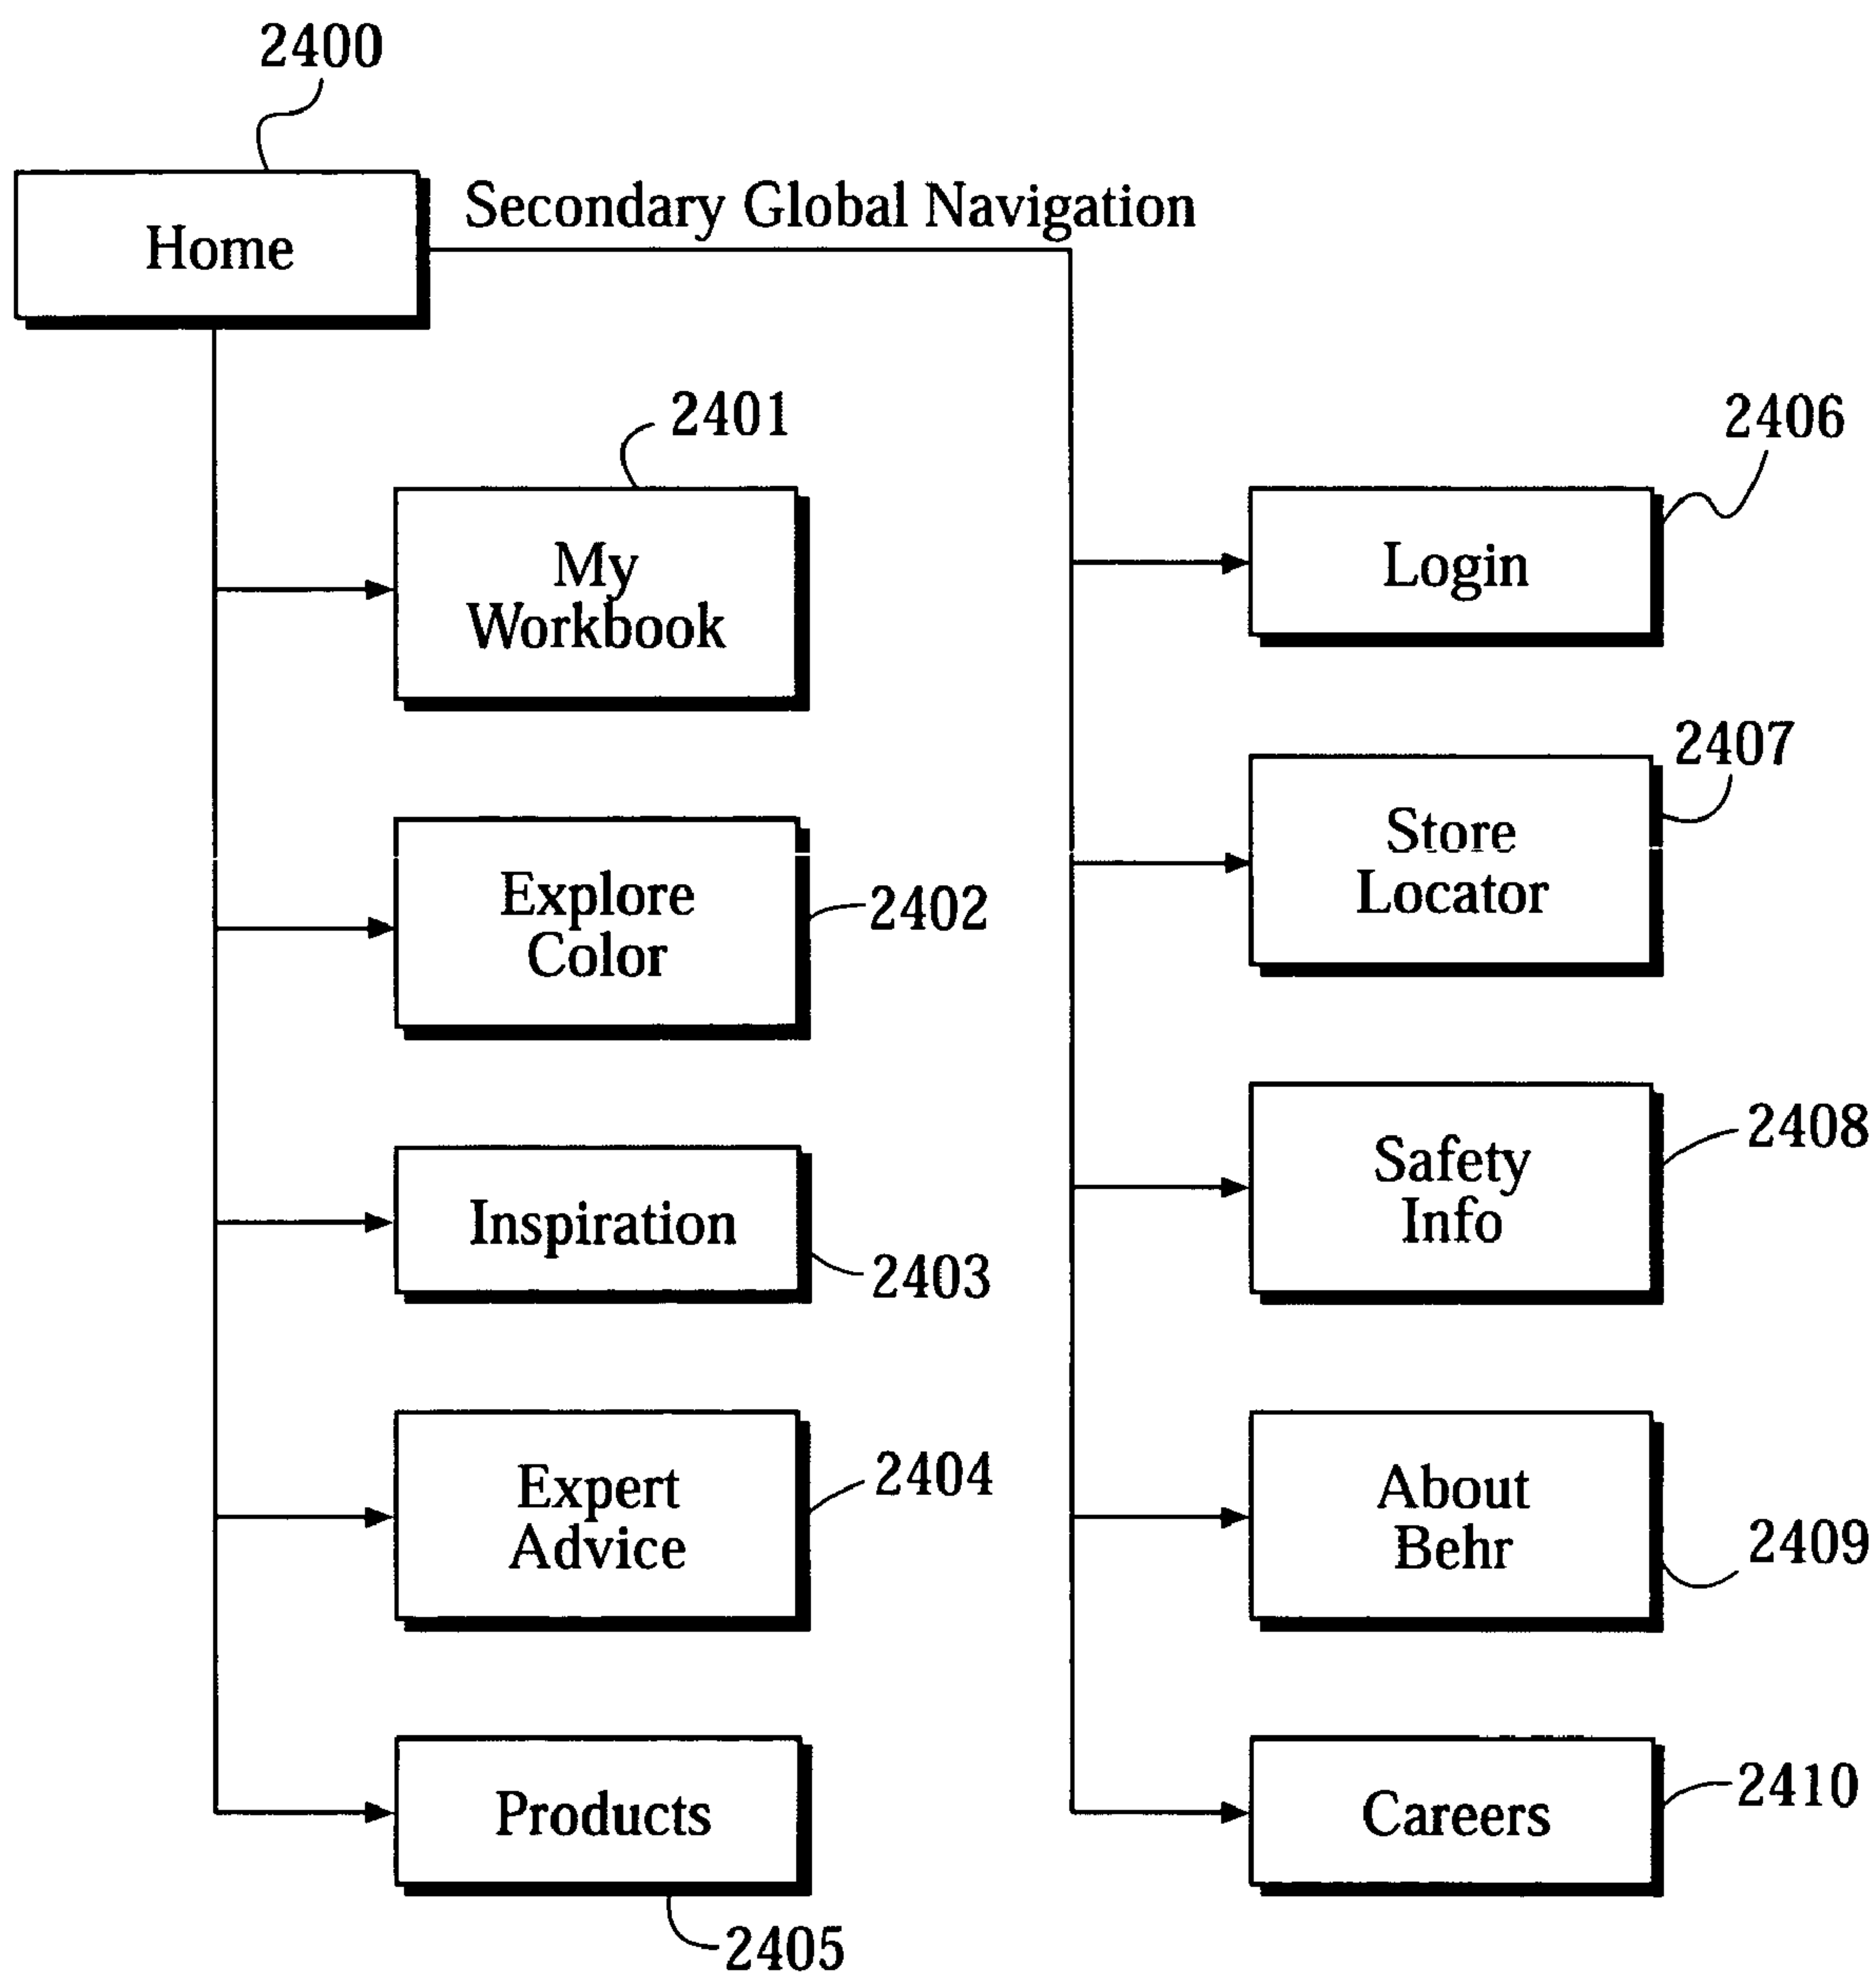 2400
Home
Secondary Global Navigation
2401
My
Workbook
2406
Login
2407
Store
Locator
Explore
Color
2402
2408
Safety
Info
Inspiration
2403
Expert
Advice
2404
About
Behr
2409
Products
2405
Careers
2410